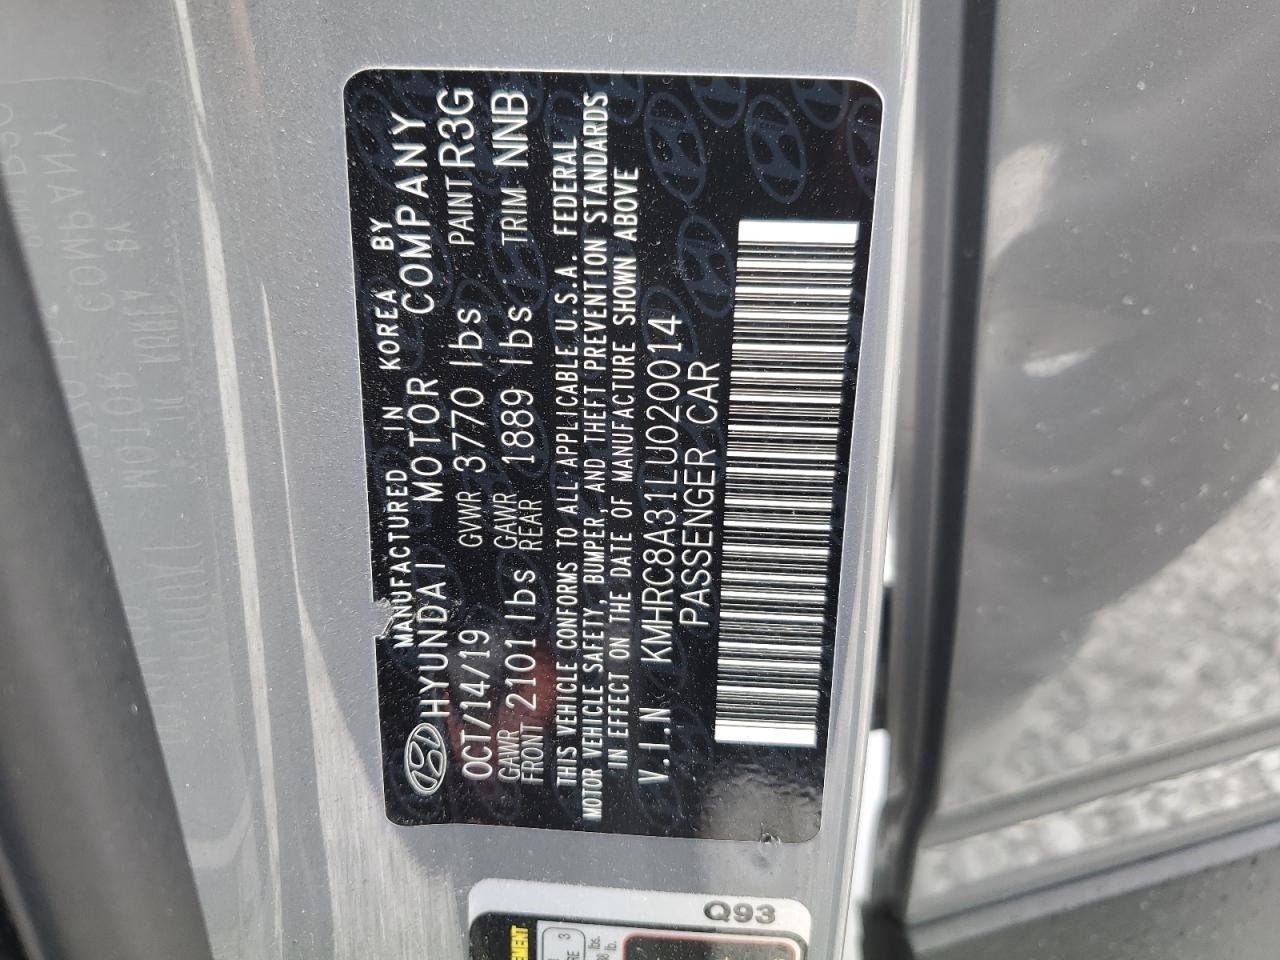 MANUFACTURED IN KOREA BY
HYUNDAI MOTOR COMPANY
OCT/14/19 GVWR 3770 lbs PAINT R3G
GAWR FRONT 2101 lbs GAWR REAR 1889 lbs TRIM NNB
THIS VEHICLE CONFORMS TO ALL APPLICABLE U.S.A. FEDERAL
MOTOR VEHICLE SAFETY, BUMPER, AND THEFT PREVENTION STANDARDS
IN EFFECT ON THE DATE OF MANUFACTURE SHOWN ABOVE
V.I.N KMHRC8A31LU020014
PASSENGER CAR
Q93